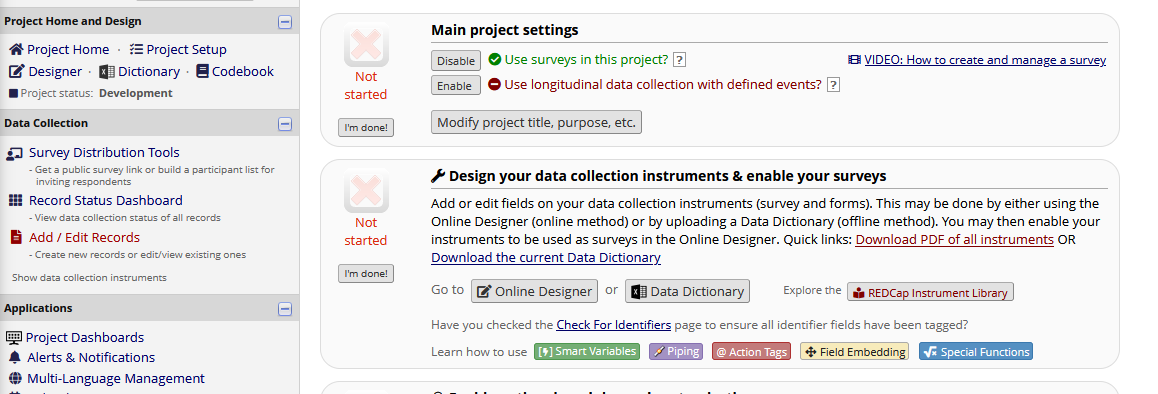 Project Home and Design
Project Home · Project Setup
Designer · Dictionary · Codebook
Project status: Development
Data Collection
Survey Distribution Tools
- Get a public survey link or build a participant list for
inviting respondents
Record Status Dashboard
- View data collection status of all records
Add / Edit Records
- Create new records or edit/view existing ones
Show data collection instruments
Applications
Project Dashboards
Alerts & Notifications
Multi-Language Management
Not
started
I'm done!
Main project settings
Disable Use surveys in this project? ? VIDEO: How to create and manage a survey
Enable Use longitudinal data collection with defined events? ?
Modify project title, purpose, etc.
Not
started
I'm done!
Design your data collection instruments & enable your surveys
Add or edit fields on your data collection instruments (survey and forms). This may be done by either using the
Online Designer (online method) or by uploading a Data Dictionary (offline method). You may then enable your
instruments to be used as surveys in the Online Designer. Quick links: Download PDF of all instruments OR
Download the current Data Dictionary
Go to Online Designer or Data Dictionary Explore the REDCap Instrument Library
Have you checked the Check For Identifiers page to ensure all identifier fields have been tagged?
Learn how to use [⚡] Smart Variables Piping @ Action Tags Field Embedding Special Functions